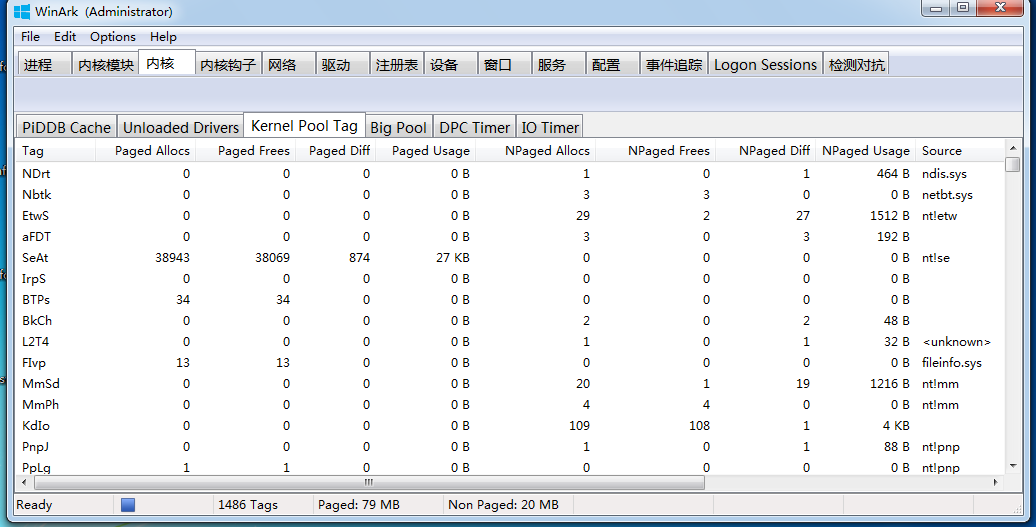 WinArk (Administrator)
File Edit Options Help
进程 内核模块 内核 内核钩子 网络 驱动 注册表 设备 窗口 服务 配置 事件追踪 Logon Sessions 检测对抗
PiDDB Cache Unloaded Drivers Kernel Pool Tag Big Pool DPC Timer IO Timer
Tag Paged Allocs Paged Frees Paged Diff Paged Usage NPaged Allocs NPaged Frees NPaged Diff NPaged Usage Source
NDrt 0 0 0 0 B 1 0 1 464 B ndis.sys
Nbtk 0 0 0 0 B 3 3 0 0 B netbt.sys
EtwS 0 0 0 0 B 29 2 27 1512 B nt!etw
aFDT 0 0 0 0 B 3 0 3 192 B
SeAt 38943 38069 874 27 KB 0 0 0 0 B nt!se
IrpS 0 0 0 0 B 0 0 0 0 B
BTPs 34 34 0 0 B 0 0 0 0 B
BkCh 0 0 0 0 B 2 0 2 48 B
L2T4 0 0 0 0 B 1 0 1 32 B <unknown>
FIvp 13 13 0 0 B 0 0 0 0 B fileinfo.sys
MmSd 0 0 0 0 B 20 1 19 1216 B nt!mm
MmPh 0 0 0 0 B 4 4 0 0 B nt!mm
KdIo 0 0 0 0 B 109 108 1 4 KB
PnpJ 0 0 0 0 B 1 0 1 88 B nt!pnp
PpLg 1 1 0 0 B 0 0 0 0 B nt!pnp
Ready 1486 Tags Paged: 79 MB Non Paged: 20 MB